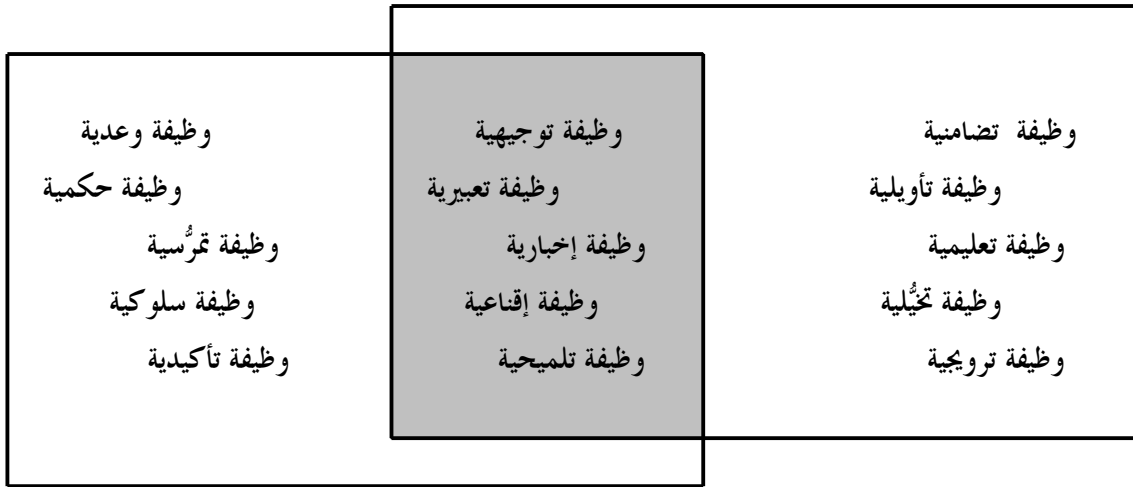 وظيفة تضامنية
وظيفة تأويلية
وظيفة تعليمية
وظيفة تخيُّلية
وظيفة ترويجية
وظيفة توجيهية
وظيفة تعبيرية
وظيفة إخبارية
وظيفة إقناعية
وظيفة تلميحية
وظيفة وعدية
وظيفة حكمية
وظيفة تمرُّسية
وظيفة سلوكية
وظيفة تأكيدية